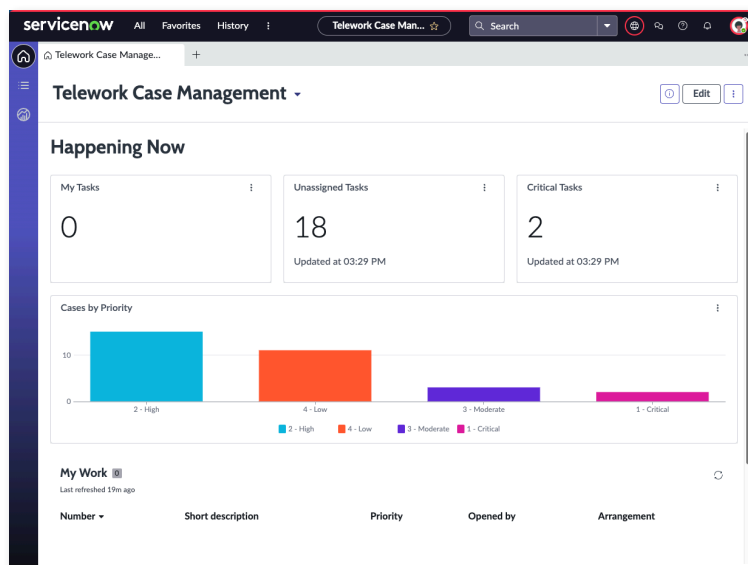 servicenow All Favorites History Telework Case Man... Search
Telework Case Manage...
Telework Case Management
Edit
Happening Now
My Tasks
0
Unassigned Tasks
18
Updated at 03:29 PM
Critical Tasks
2
Updated at 03:29 PM
Cases by Priority
10
0
2 - High 4 - Low 3 - Moderate 1 - Critical
2 - High 4 - Low 3 - Moderate 1 - Critical
My Work 0
Last refreshed 19m ago
Number Short description Priority Opened by Arrangement